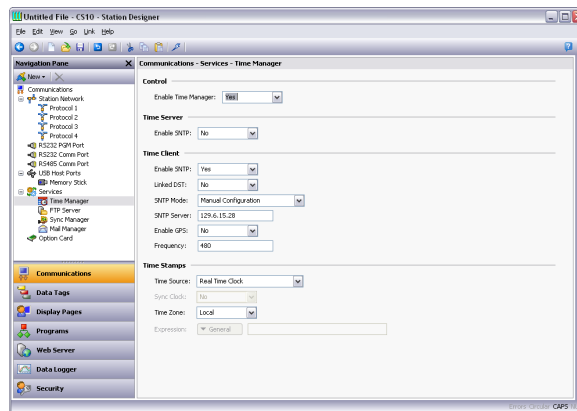 Untitled File - CS10 - Station Designer
File Edit View Go Link Help
Navigation Pane
New
Communications
Station Network
Protocol 1
Protocol 2
Protocol 3
Protocol 4
RS232 PGM Port
RS232 Comm Port
RS485 Comm Port
USB Host Ports
Memory Stick
Services
Time Manager
FTP Server
Sync Manager
Mail Manager
Option Card
Communications
Data Tags
Display Pages
Programs
Web Server
Data Logger
Security
Communications - Services - Time Manager
Control
Enable Time Manager: Yes
Time Server
Enable SNTP: No
Time Client
Enable SNTP: Yes
Linked DST: No
SNTP Mode: Manual Configuration
SNTP Server: 129.6.15.28
Enable GPS: No
Frequency: 480
Time Stamps
Time Source: Real Time Clock
Sync Clock: No
Time Zone: Local
Expression: General
Errors Circular CAPS